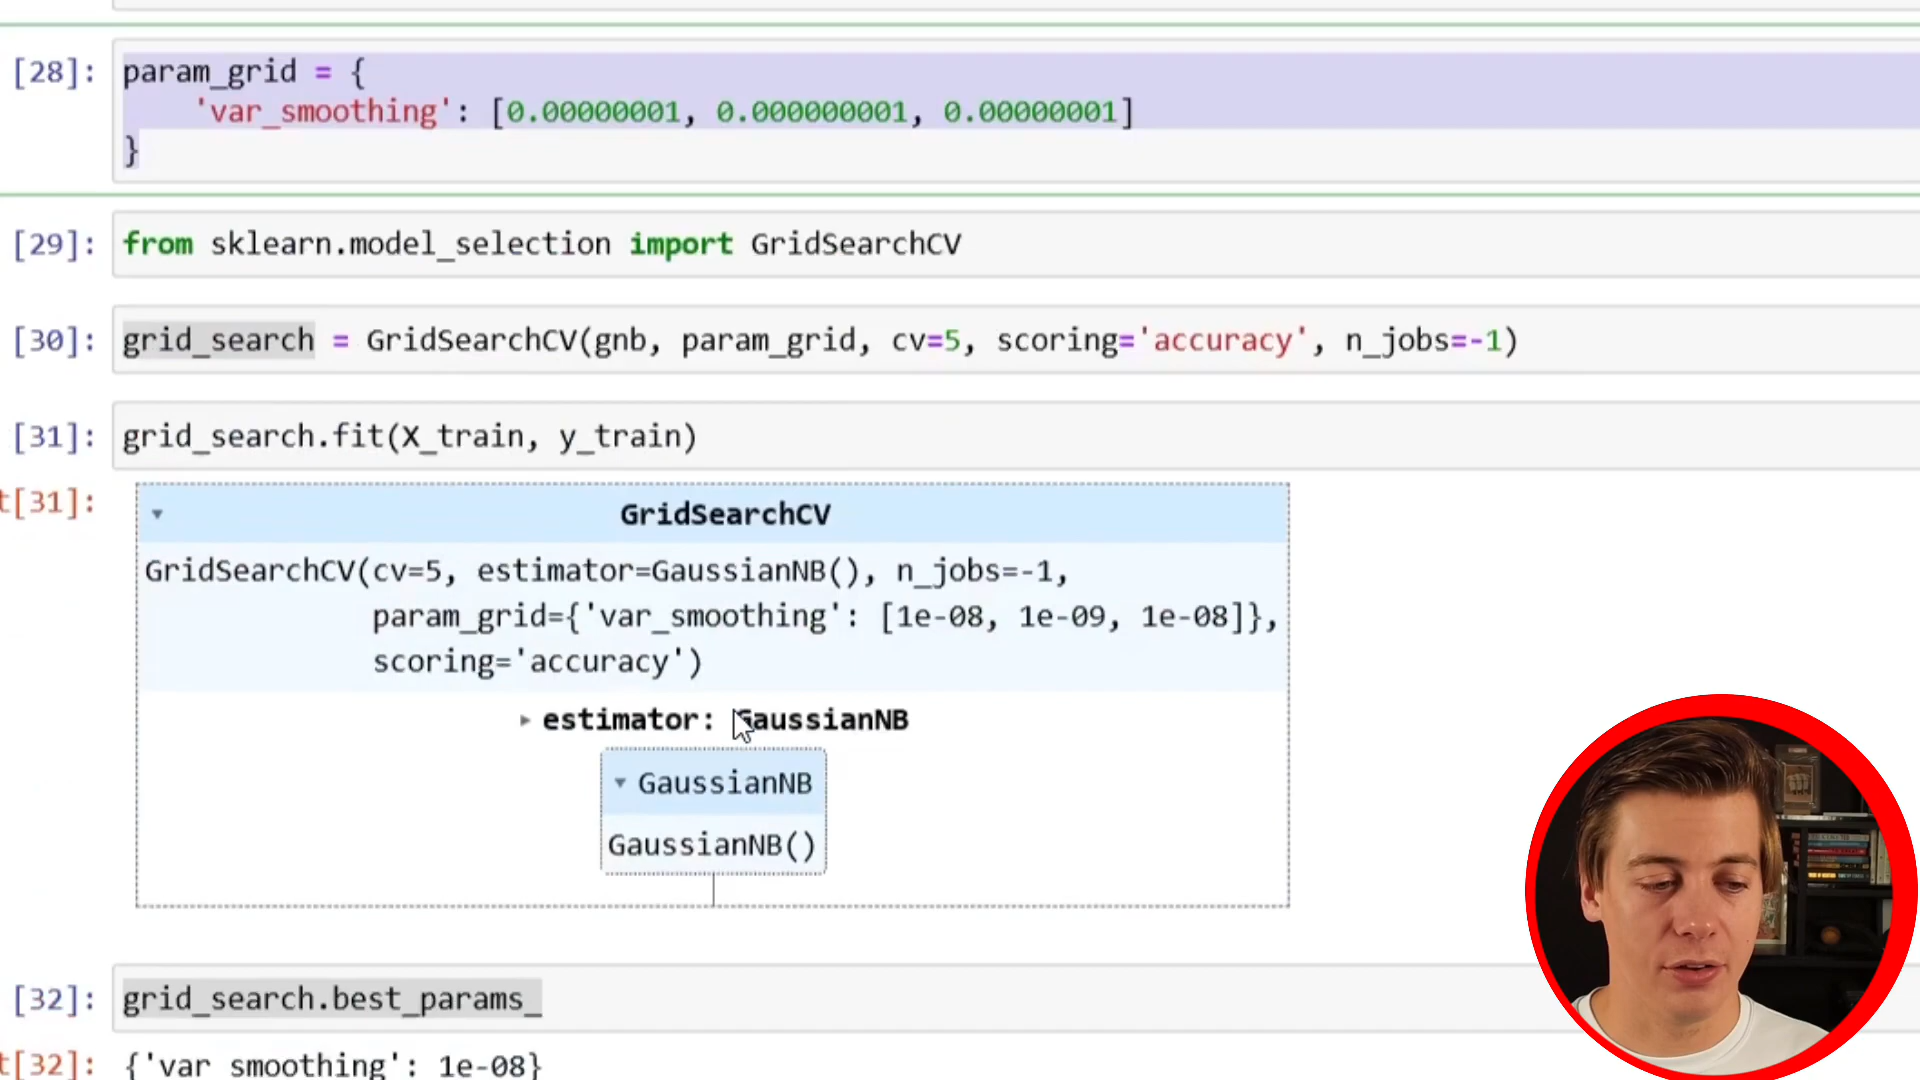 [28]: param_grid = {
'var_smoothing': [0.00000001, 0.000000001, 0.00000001]
}
[29]: from sklearn.model_selection import GridSearchCV
[30]: grid_search = GridSearchCV(gnb, param_grid, cv=5, scoring='accuracy', n_jobs=-1)
[31]: grid_search.fit(X_train, y_train)
t[31]:
GridSearchCV
GridSearchCV(cv=5, estimator=GaussianNB(), n_jobs=-1,
param_grid={'var_smoothing': [1e-08, 1e-09, 1e-08]},
scoring='accuracy')
estimator: GaussianNB
GaussianNB
GaussianNB()
[32]: grid_search.best_params_
t[32]: {'var_smoothing': 1e-08}